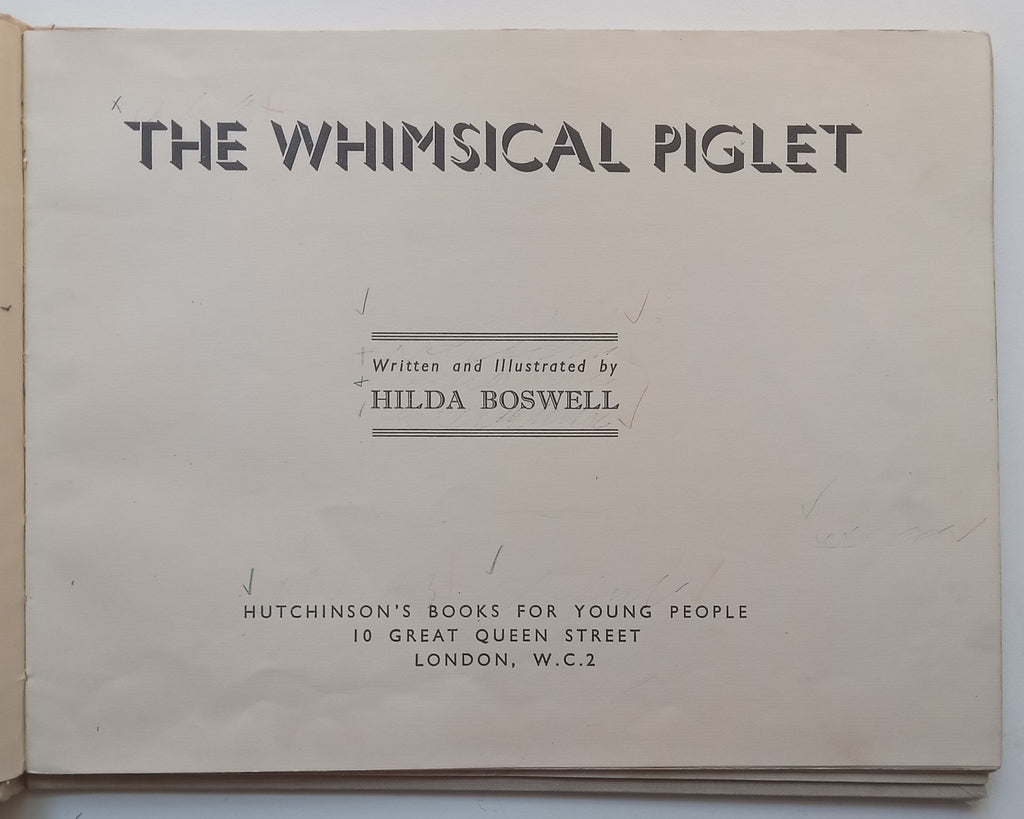 THE WHIMSICAL PIGLET
Written and Illustrated by
HILDA BOSWELL
HUTCHINSON'S BOOKS FOR YOUNG PEOPLE
10 GREAT QUEEN STREET
LONDON, W.C.2